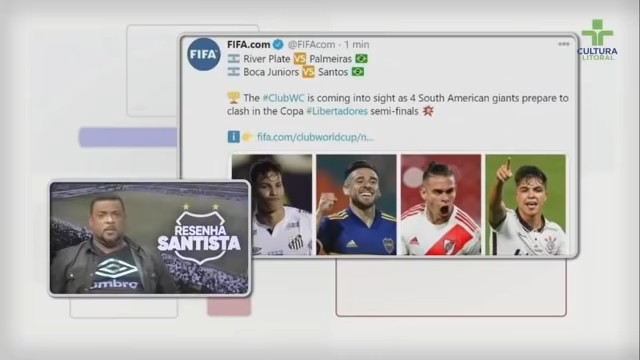 FIFA
FIFA.com @FIFAcom · 1 min
River Plate VS Palmeiras
Boca Juniors VS Santos
The #ClubWC is coming into sight as 4 South American giants prepare to
clash in the Copa #Libertadores semi-finals
fifa.com/clubworldcup/n...
CULTURA
LITORAL
RESENHA
SANTISTA
umbro